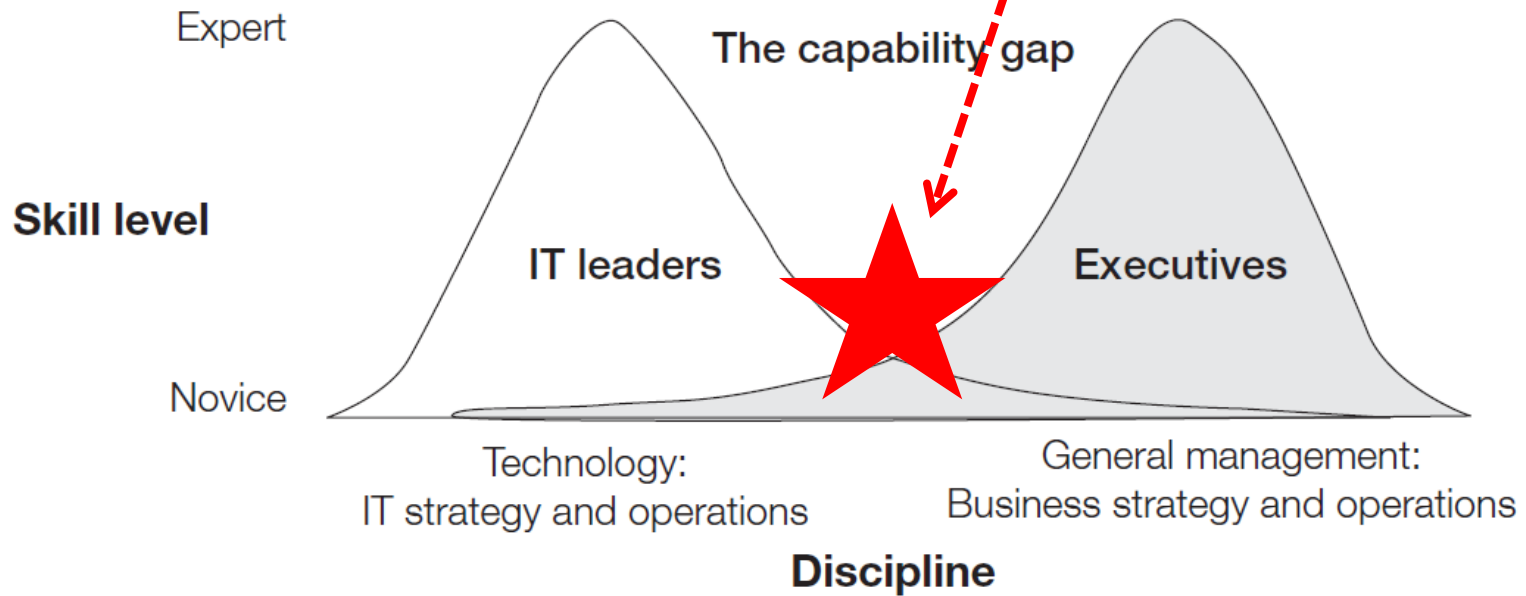 Expert
The capability gap
Skill level
IT leaders
Executives
Novice
Technology:
IT strategy and operations
General management:
Business strategy and operations
Discipline